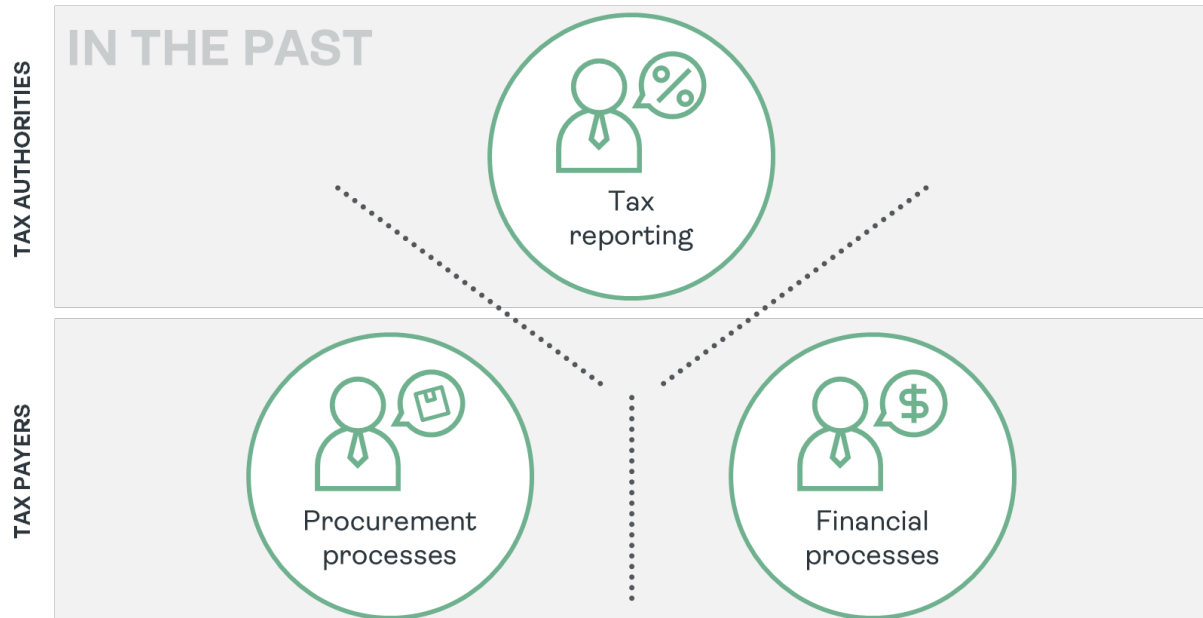 IN THE PAST
TAX AUTHORITIES
%
Tax
reporting
TAX PAYERS
$
Procurement
processes
Financial
processes